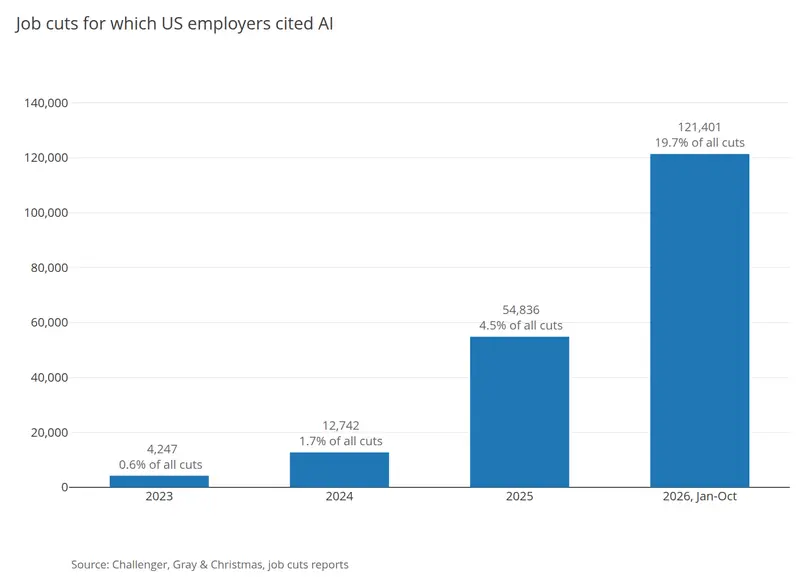 Job cuts for which US employers cited AI
140,000
120,000
100,000
80,000
60,000
40,000
20,000
0
4,247
0.6% of all cuts
12,742
1.7% of all cuts
54,836
4.5% of all cuts
121,401
19.7% of all cuts
2023
2024
2025
2026, Jan-Oct
Source: Challenger, Gray & Christmas, job cuts reports